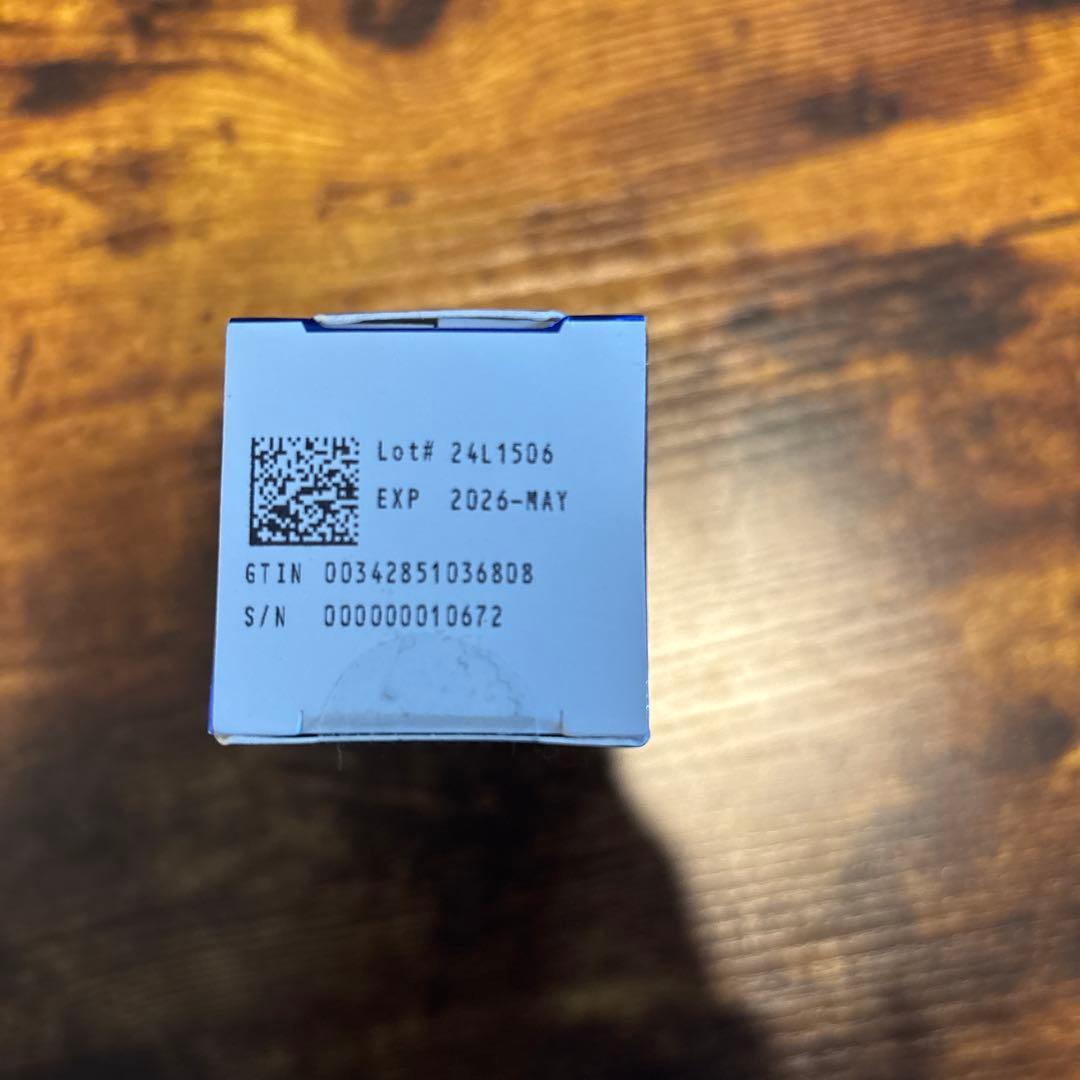 Lot# 24L1506
EXP 2026-MAY
GTIN 00342851036808
S/N 000000010672